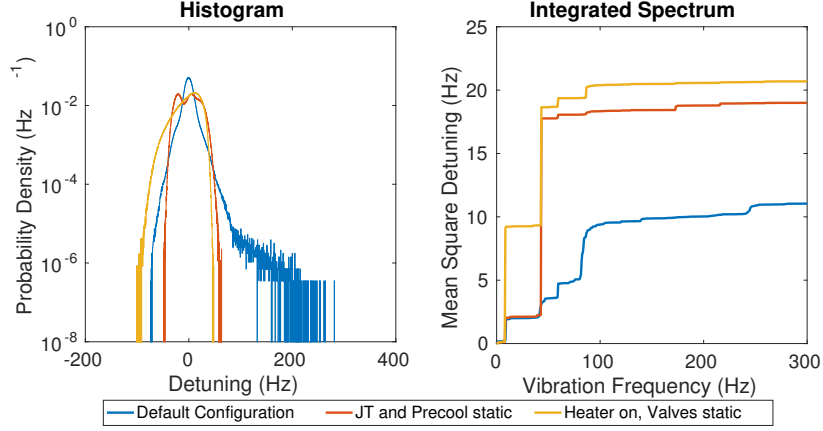 Histogram
Probability Density (Hz⁻¹)
10⁰
10⁻²
10⁻⁴
10⁻⁶
10⁻⁸
-200
0
200
400
Detuning (Hz)
Integrated Spectrum
Mean Square Detuning (Hz)
25
20
15
10
5
0
0
100
200
300
Vibration Frequency (Hz)
Default Configuration
JT and Precool static
Heater on, Valves static